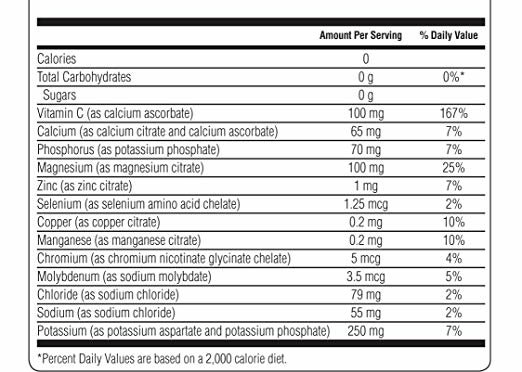 Amount Per Serving % Daily Value
Calories 0
Total Carbohydrates 0 g 0%*
Sugars 0 g
Vitamin C (as calcium ascorbate) 100 mg 167%
Calcium (as calcium citrate and calcium ascorbate) 65 mg 7%
Phosphorus (as potassium phosphate) 70 mg 7%
Magnesium (as magnesium citrate) 100 mg 25%
Zinc (as zinc citrate) 1 mg 7%
Selenium (as selenium amino acid chelate) 1.25 mcg 2%
Copper (as copper citrate) 0.2 mg 10%
Manganese (as manganese citrate) 0.2 mg 10%
Chromium (as chromium nicotinate glycinate chelate) 5 mcg 4%
Molybdenum (as sodium molybdate) 3.5 mcg 5%
Chloride (as sodium chloride) 79 mg 2%
Sodium (as sodium chloride) 55 mg 2%
Potassium (as potassium aspartate and potassium phosphate) 250 mg 7%
*Percent Daily Values are based on a 2,000 calorie diet.